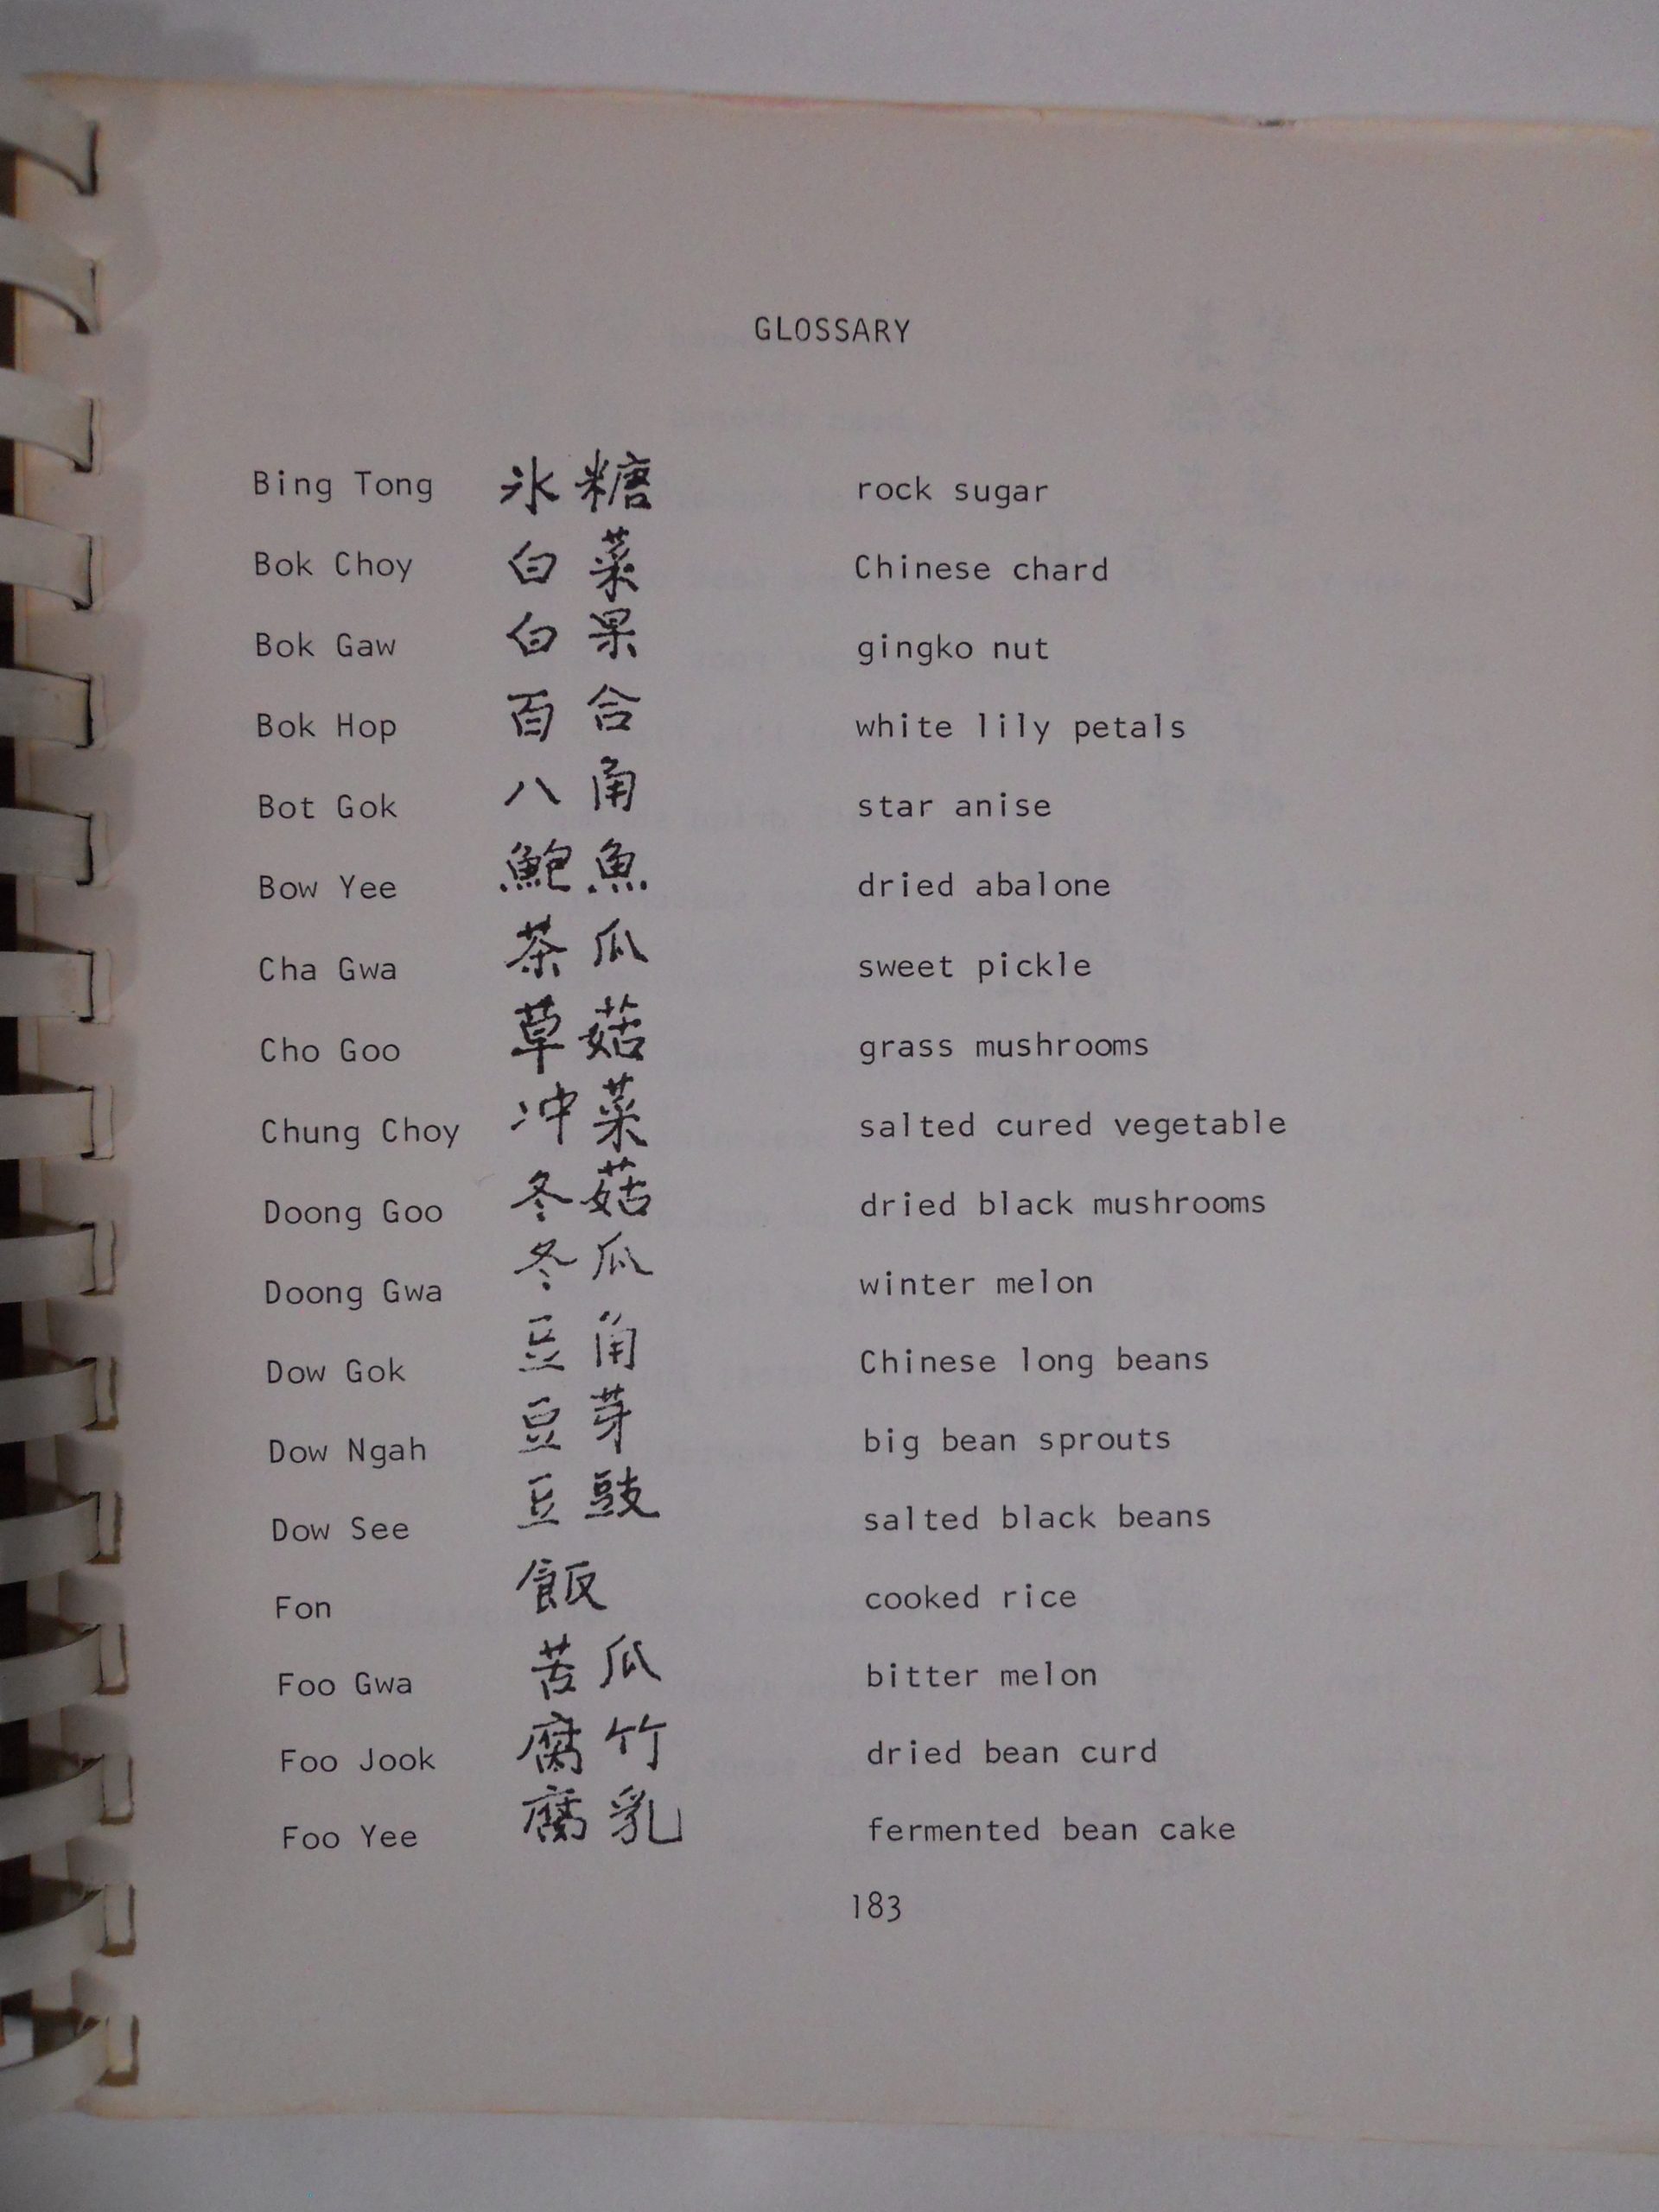 GLOSSARY
Bing Tong 氷糖 rock sugar
Bok Choy 白菜 Chinese chard
Bok Gaw 白果 gingko nut
Bok Hop 百合 white lily petals
Bot Gok 八角 star anise
Bow Yee 鮑魚 dried abalone
Cha Gwa 茶瓜 sweet pickle
Cho Goo 草菇 grass mushrooms
Chung Choy 冲菜 salted cured vegetable
Doong Goo 冬菇 dried black mushrooms
Doong Gwa 冬瓜 winter melon
Dow Gok 豆角 Chinese long beans
Dow Ngah 豆芽 big bean sprouts
Dow See 豆豉 salted black beans
Fon 飯 cooked rice
Foo Gwa 苦瓜 bitter melon
Foo Jook 腐竹 dried bean curd
Foo Yee 腐乳 fermented bean cake
183